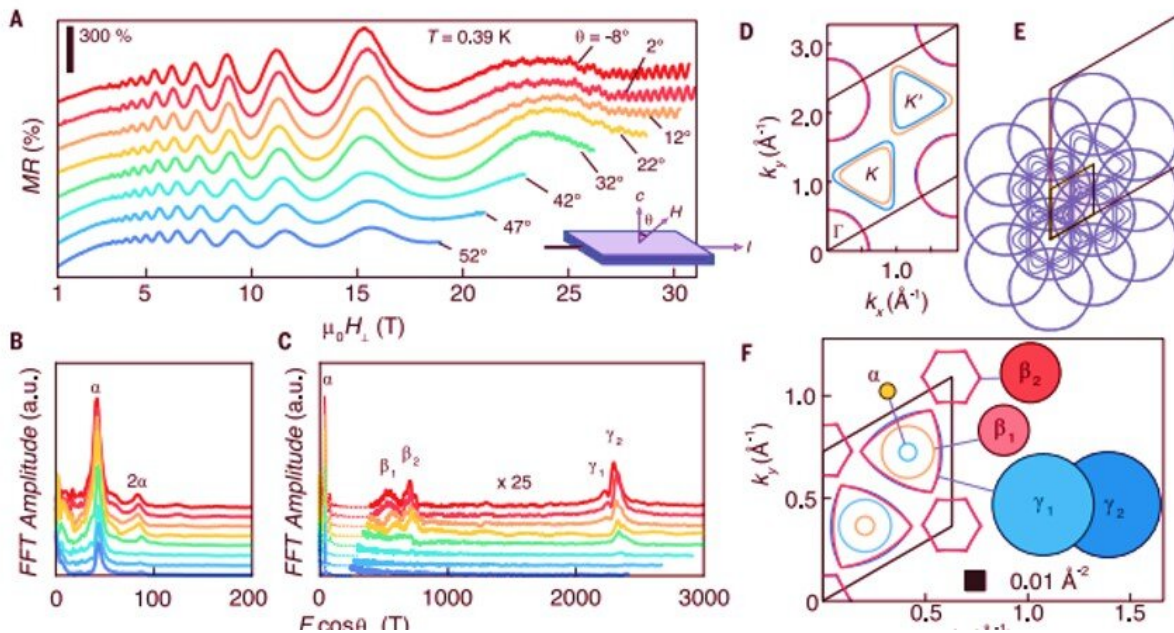 A
300 %
T = 0.39 K
θ = -8°
2°
12°
22°
32°
42°
47°
52°
MR (%)
c
θ
H
I
1 5 10 15 20 25 30
μ₀H⊥ (T)
B
FFT Amplitude (a.u.)
α
2α
0 100 200
C
FFT Amplitude (a.u.)
α
β₁
β₂
x 25
γ₁
γ₂
0 1000 2000 3000
F cosθ (T)
D
3.0
2.0
1.0
0
k_y (Å⁻¹)
K'
K
Γ
1.0
k_x (Å⁻¹)
E
F
1.0
0.5
0
k_y (Å⁻¹)
α
β₂
β₁
γ₁
γ₂
0.01 Å⁻²
0.5 1.0 1.5